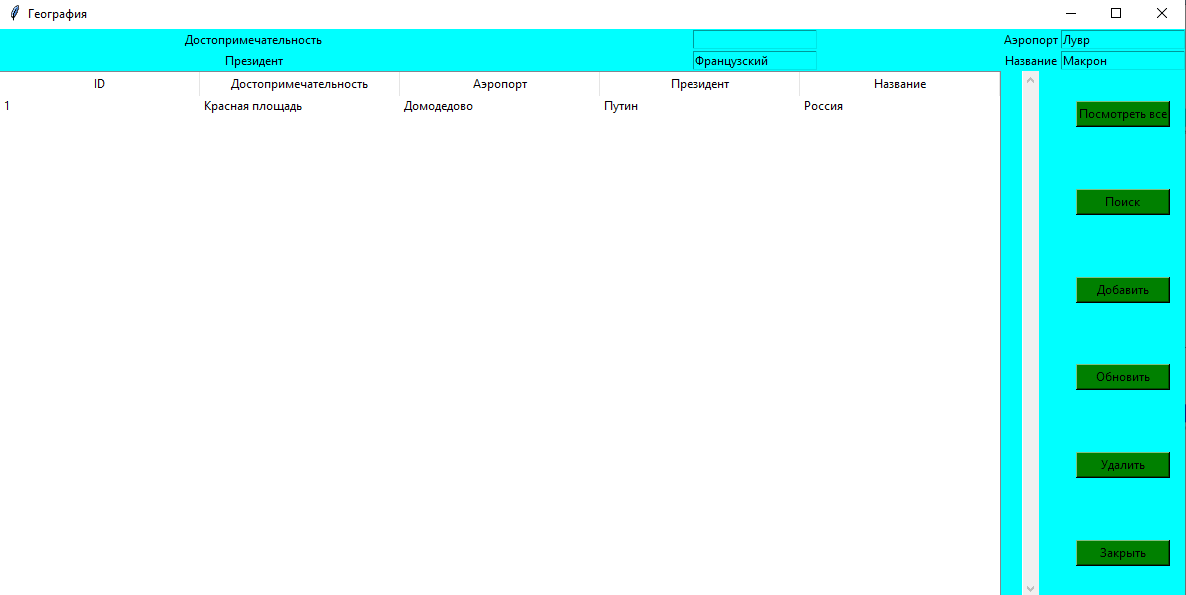 География
Достопримечательность Аэропорт Лувр
Президент Французский Название Макрон
ID Достопримечательность Аэропорт Президент Название
1 Красная площадь Домодедово Путин Россия
Посмотреть все
Поиск
Добавить
Обновить
Удалить
Закрыть